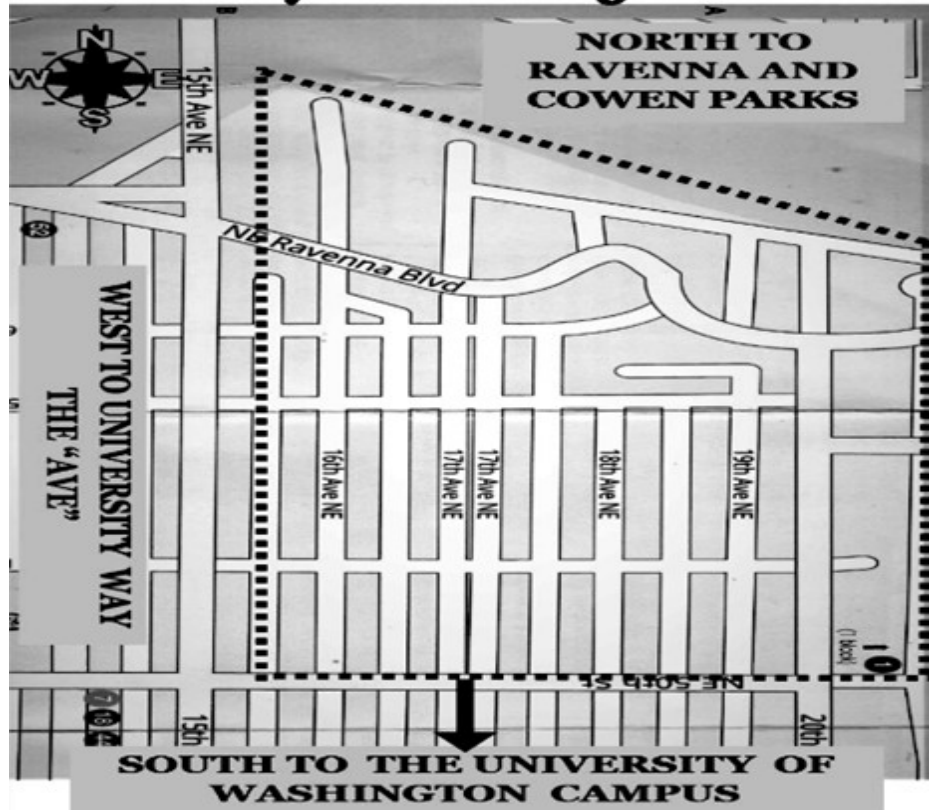 N
W E
S
B
A
NORTH TO
RAVENNA AND
COWEN PARKS
15th Ave NE
NE Ravenna Blvd
WEST TO UNIVERSITY WAY
THE "AVE"
16th Ave NE
17th Ave NE
17th Ave NE
18th Ave NE
19th Ave NE
(1 block)
NE 50th St
15th
20th
SOUTH TO THE UNIVERSITY OF
WASHINGTON CAMPUS